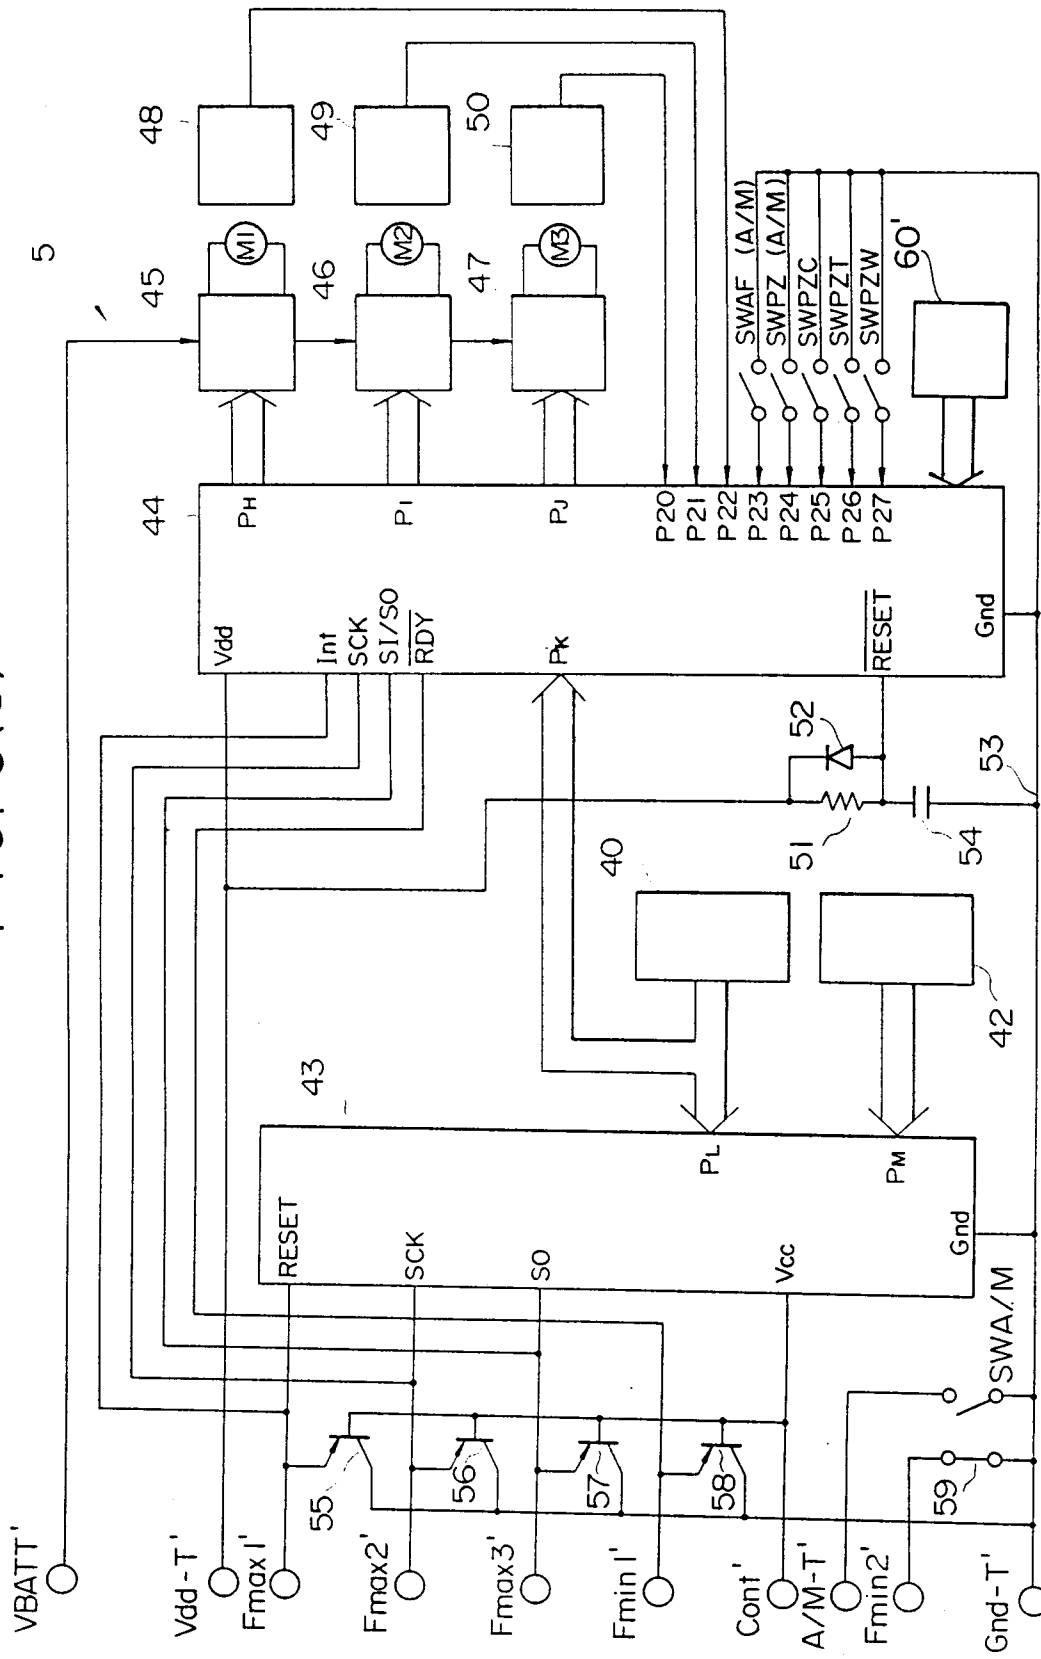 5
VBATT'
Vdd-T'
Fmax1'
Fmax2'
Fmax3'
Fmin1'
Cont'
A/M-T'
Fmin2'
Gnd-T'
55
56
57
58
59
SWA/M
43
RESET
SCK
SO
Vcc
Gnd
PL
PM
40
42
51
52
53
54
44
Vdd
Int
SCK
SI/SO
RDY
PK
RESET
Gnd
PH
PI
PJ
P20
P21
P22
P23
P24
P25
P26
P27
45
46
47
M1
M2
M3
48
49
50
SWAF (A/M)
SWPZ (A/M)
SWPZC
SWPZT
SWPZW
60'